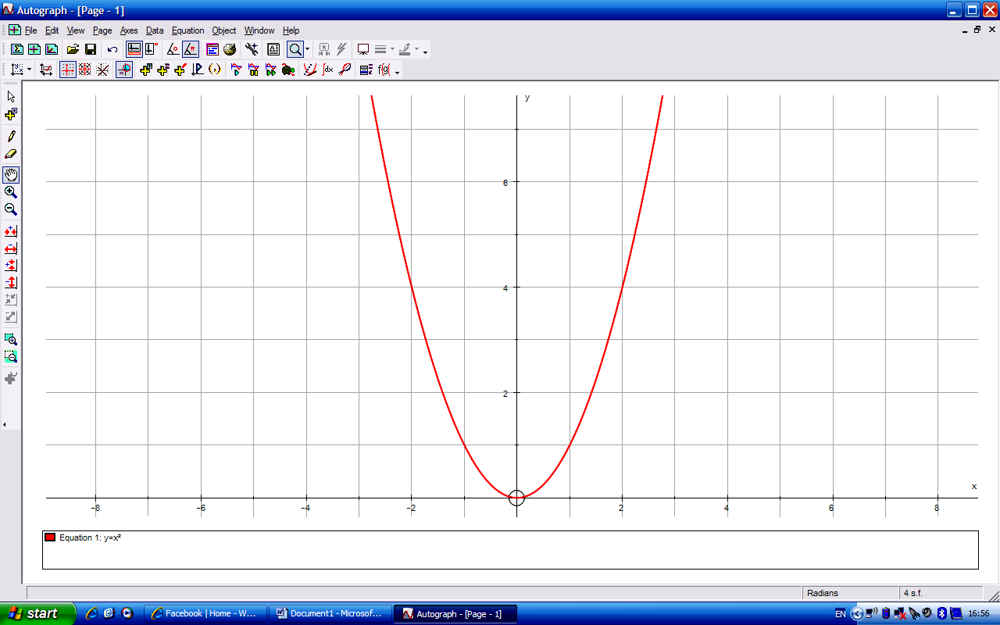 Autograph - [Page - 1]
File Edit View Page Axes Data Equation Object Window Help
y
6
4
2
x
−8 −6 −4 −2 2 4 6 8
Equation 1: y=x²
Radians 4 s.f.
start Facebook | Home - W... Document1 - Microsof... Autograph - [Page - 1] EN 16:56